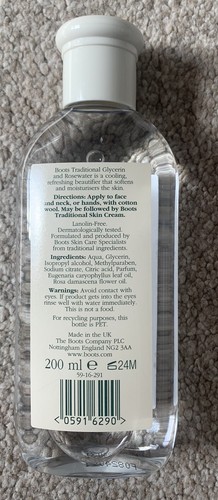 Boots Traditional Glycerin
and Rosewater is a cooling,
refreshing beautifier that softens
and moisturisers the skin.
Directions: Apply to face
and neck, or hands, with cotton
wool. May be followed by Boots
Traditional Skin Cream.
Lanolin-Free.
Dermatologically tested.
Formulated and produced by
Boots Skin Care Specialists
from traditional ingredients.
Ingredients: Aqua, Glycerin,
Isopropyl alcohol, Methylparaben,
Sodium citrate, Citric acid, Parfum,
Eugenia caryophyllus leaf oil,
Rosa damascena flower oil.
Warnings: Avoid contact with
eyes. If product gets into the eyes
rinse well with water immediately
This is not a food.
For recycling purposes, this
bottle is PET.
Made in the UK
The Boots Company PLC
Nottingham England NG2 3AA
www.boots.com
200 ml e 24M
59-16-291
<0591 6290>